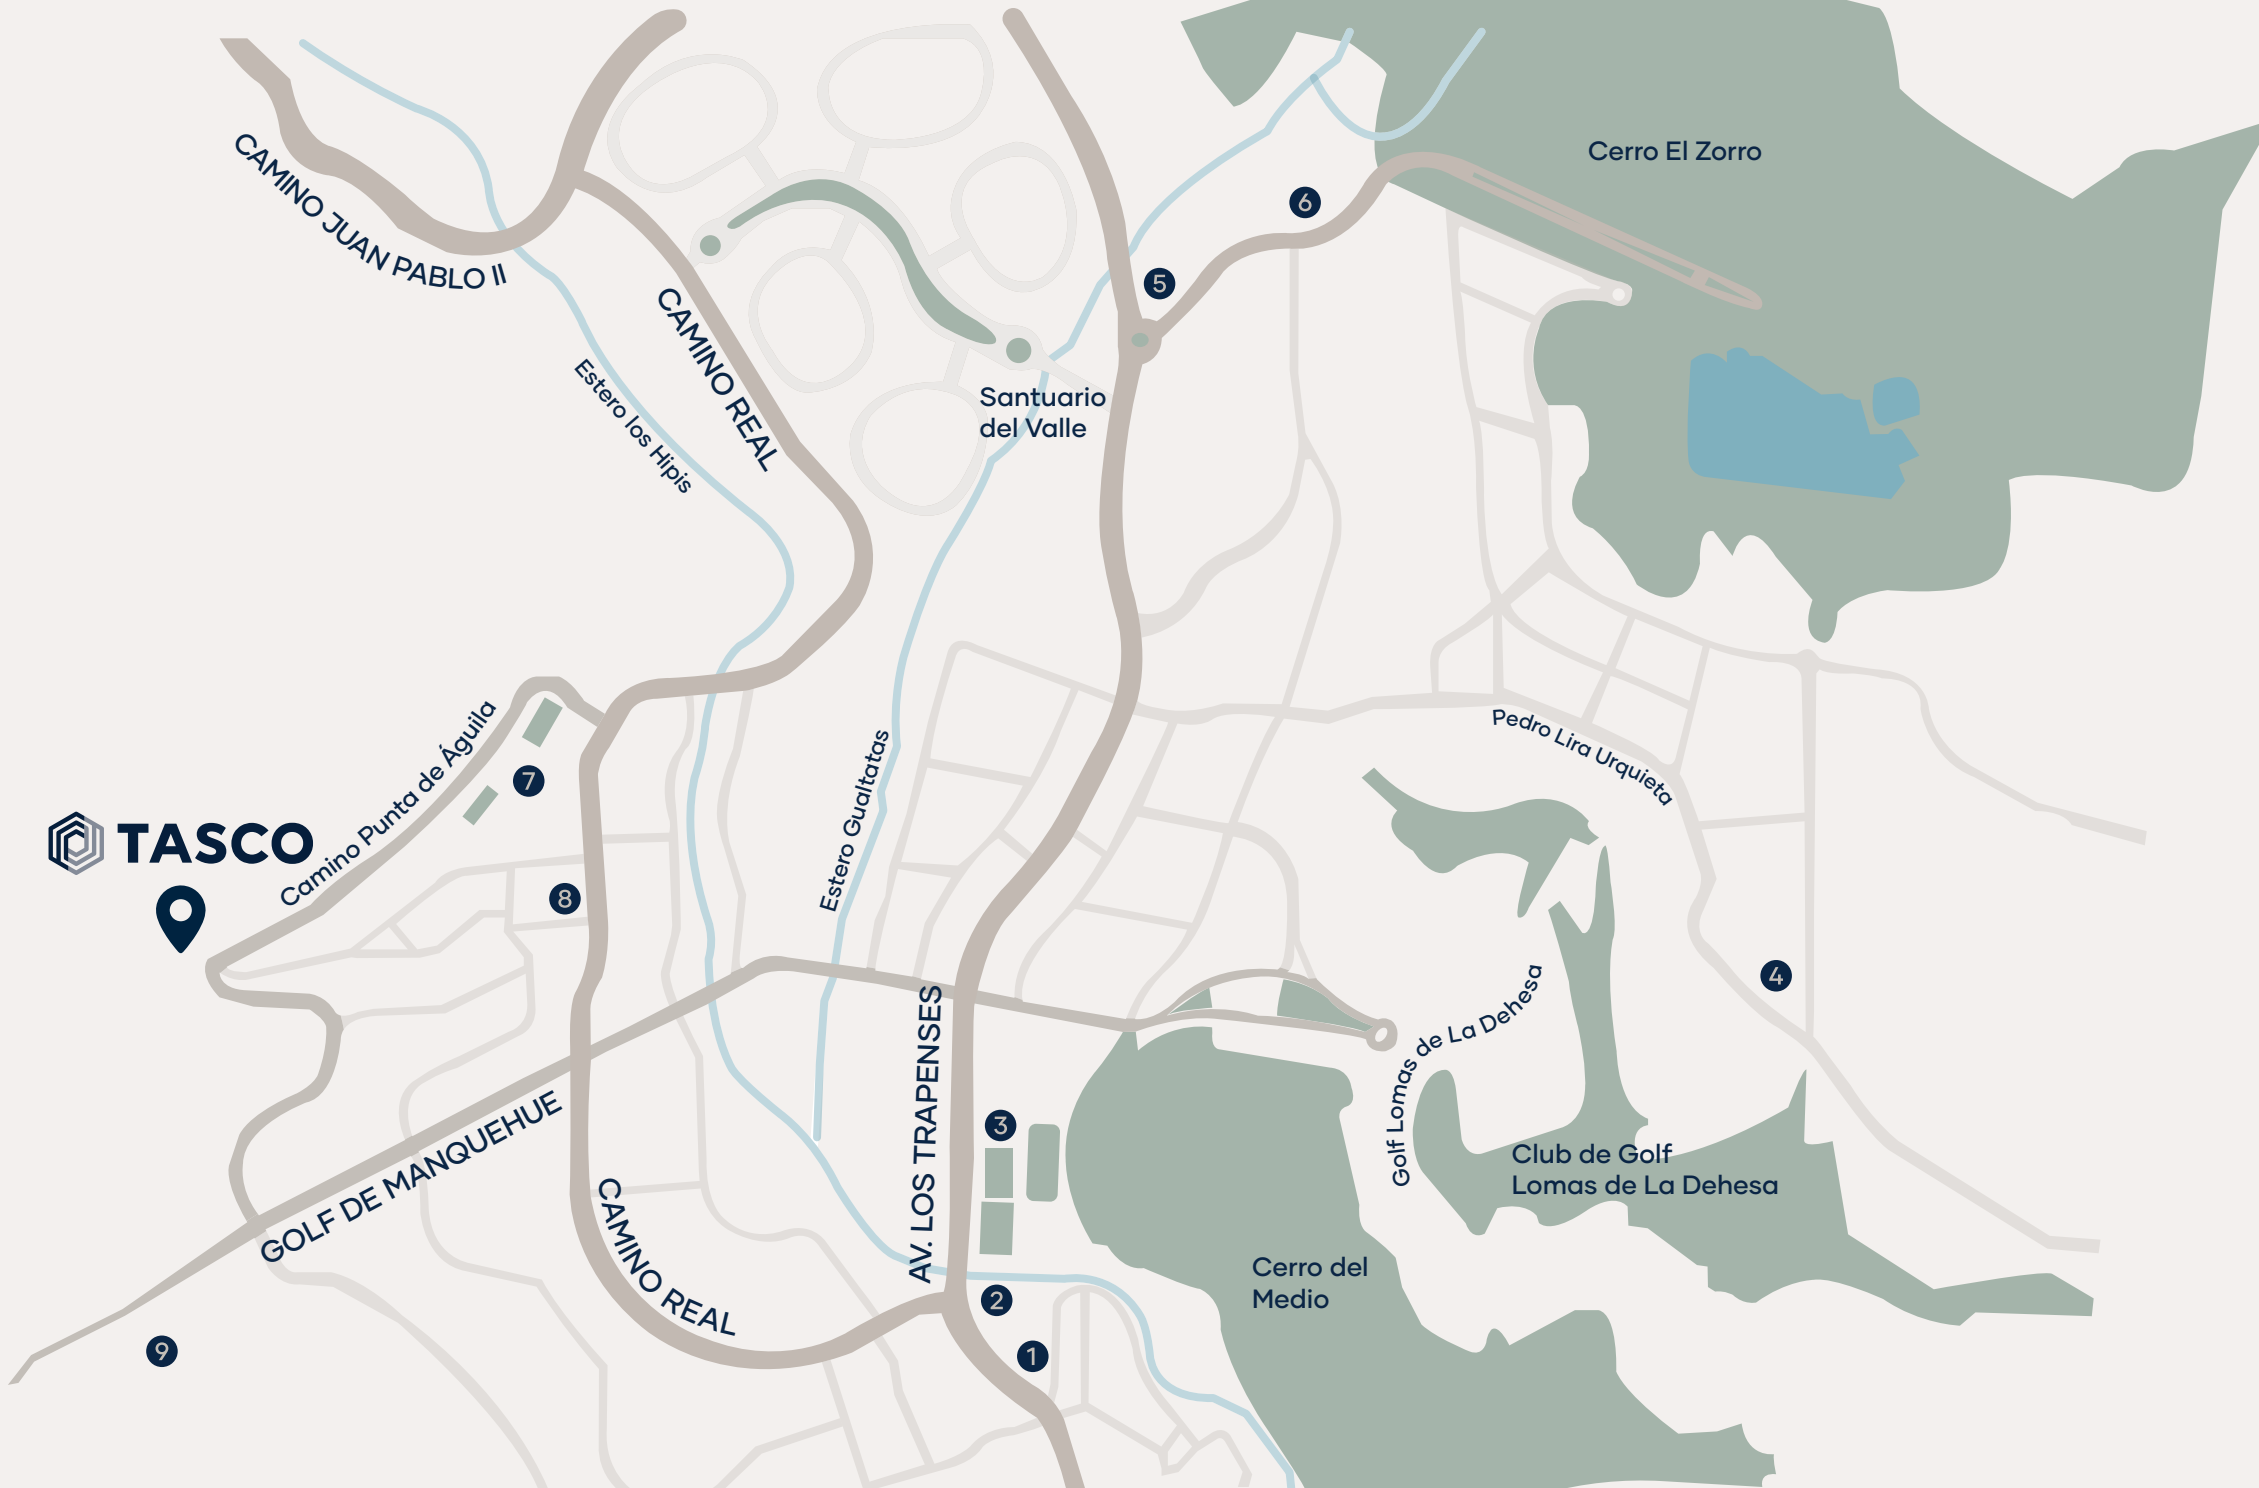 Cerro El Zorro
CAMINO JUAN PABLO II
6
5
CAMINO REAL
Estero los Hipis
Santuario
del Valle
Pedro Lira Urquieta
Camino Punta de Águila
7
TASCO
8
Estero Gualtatas
4
AV. LOS TRAPENSES
Golf Lomas de La Dehesa
GOLF DE MANQUEHUE
3
Club de Golf
Lomas de La Dehesa
CAMINO REAL
Cerro del
Medio
2
1
9